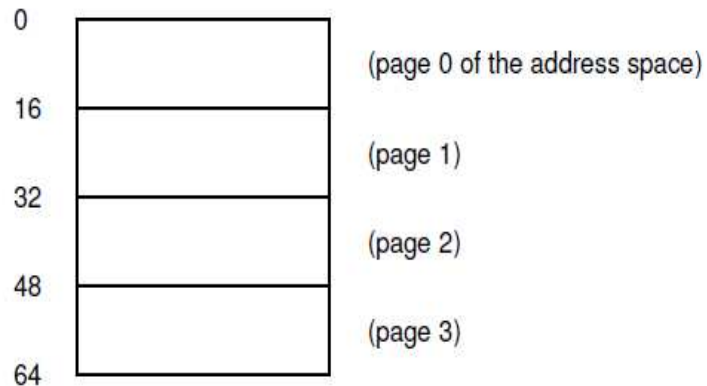 0
(page 0 of the address space)
16
(page 1)
32
(page 2)
48
(page 3)
64